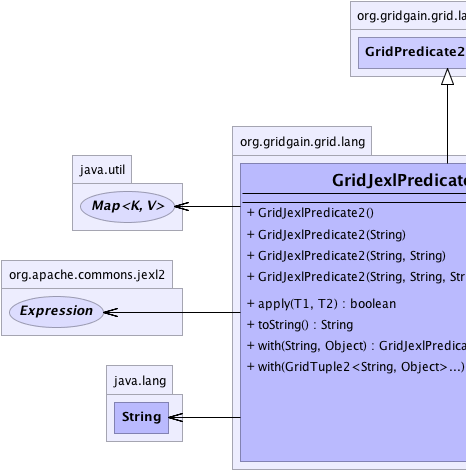 org.gridgain.grid.la
GridPredicate2
org.gridgain.grid.lang
java.util
GridJexlPredicate
Map<K, V>
+ GridJexlPredicate2()
+ GridJexlPredicate2(String)
+ GridJexlPredicate2(String, String)
org.apache.commons.jexl2
+ GridJexlPredicate2(String, String, Str
+ apply(T1, T2) : boolean
Expression
+ toString() : String
+ with(String, Object) : GridJexlPredica
+ with(GridTuple2<String, Object>...)
java.lang
String